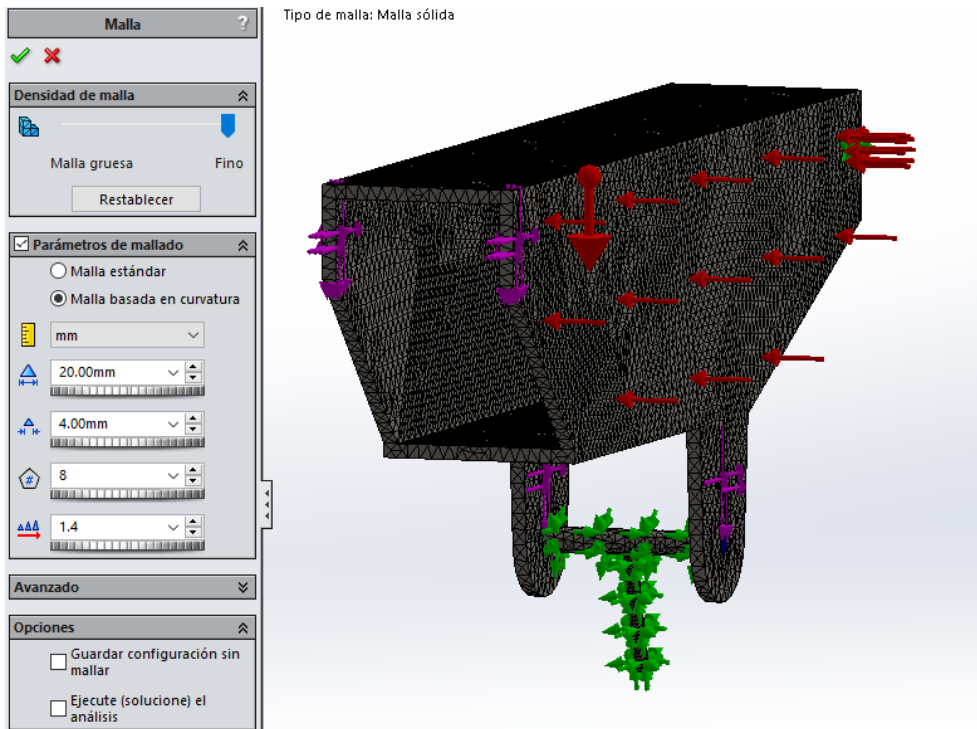 Malla ?
Tipo de malla: Malla sólida
Densidad de malla
Malla gruesa Fino
Restablecer
Parámetros de mallado
Malla estándar
Malla basada en curvatura
mm
20.00mm
4.00mm
#
8
1.4
Avanzado
Opciones
Guardar configuración sin
mallar
Ejecute (solucione) el
análisis